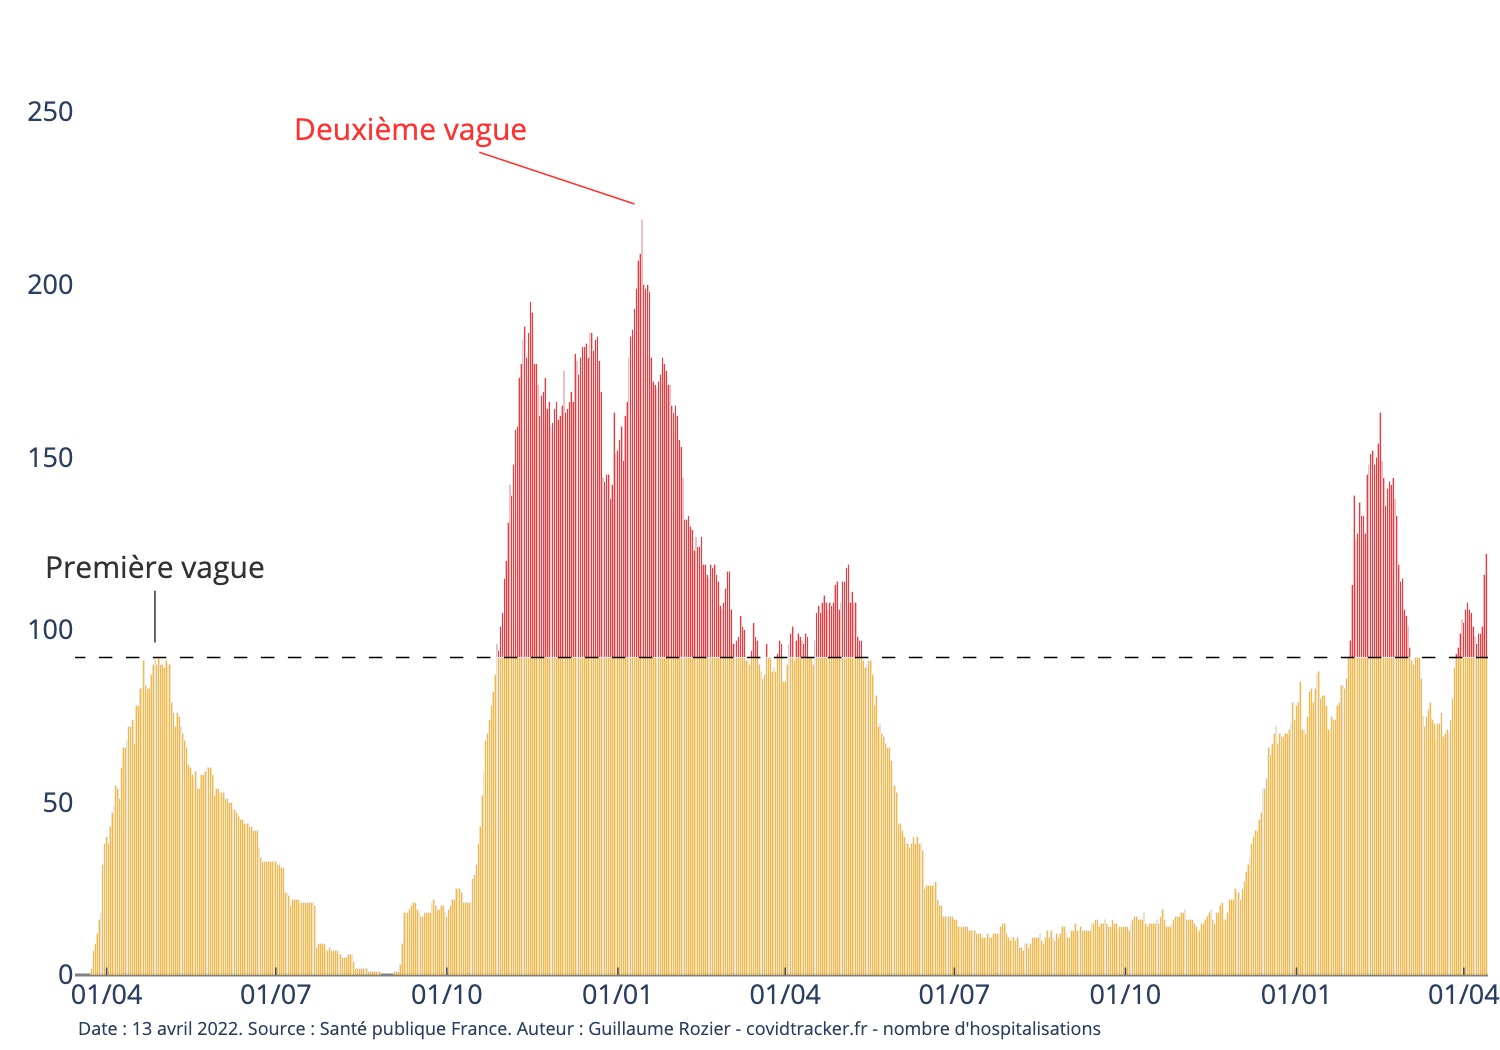 250
Deuxième vague
200
150
Première vague
100
50
0
01/04 01/07 01/10 01/01 01/04 01/07 01/10 01/01 01/04
Date : 13 avril 2022. Source : Santé publique France. Auteur : Guillaume Rozier - covidtracker.fr - nombre d'hospitalisations